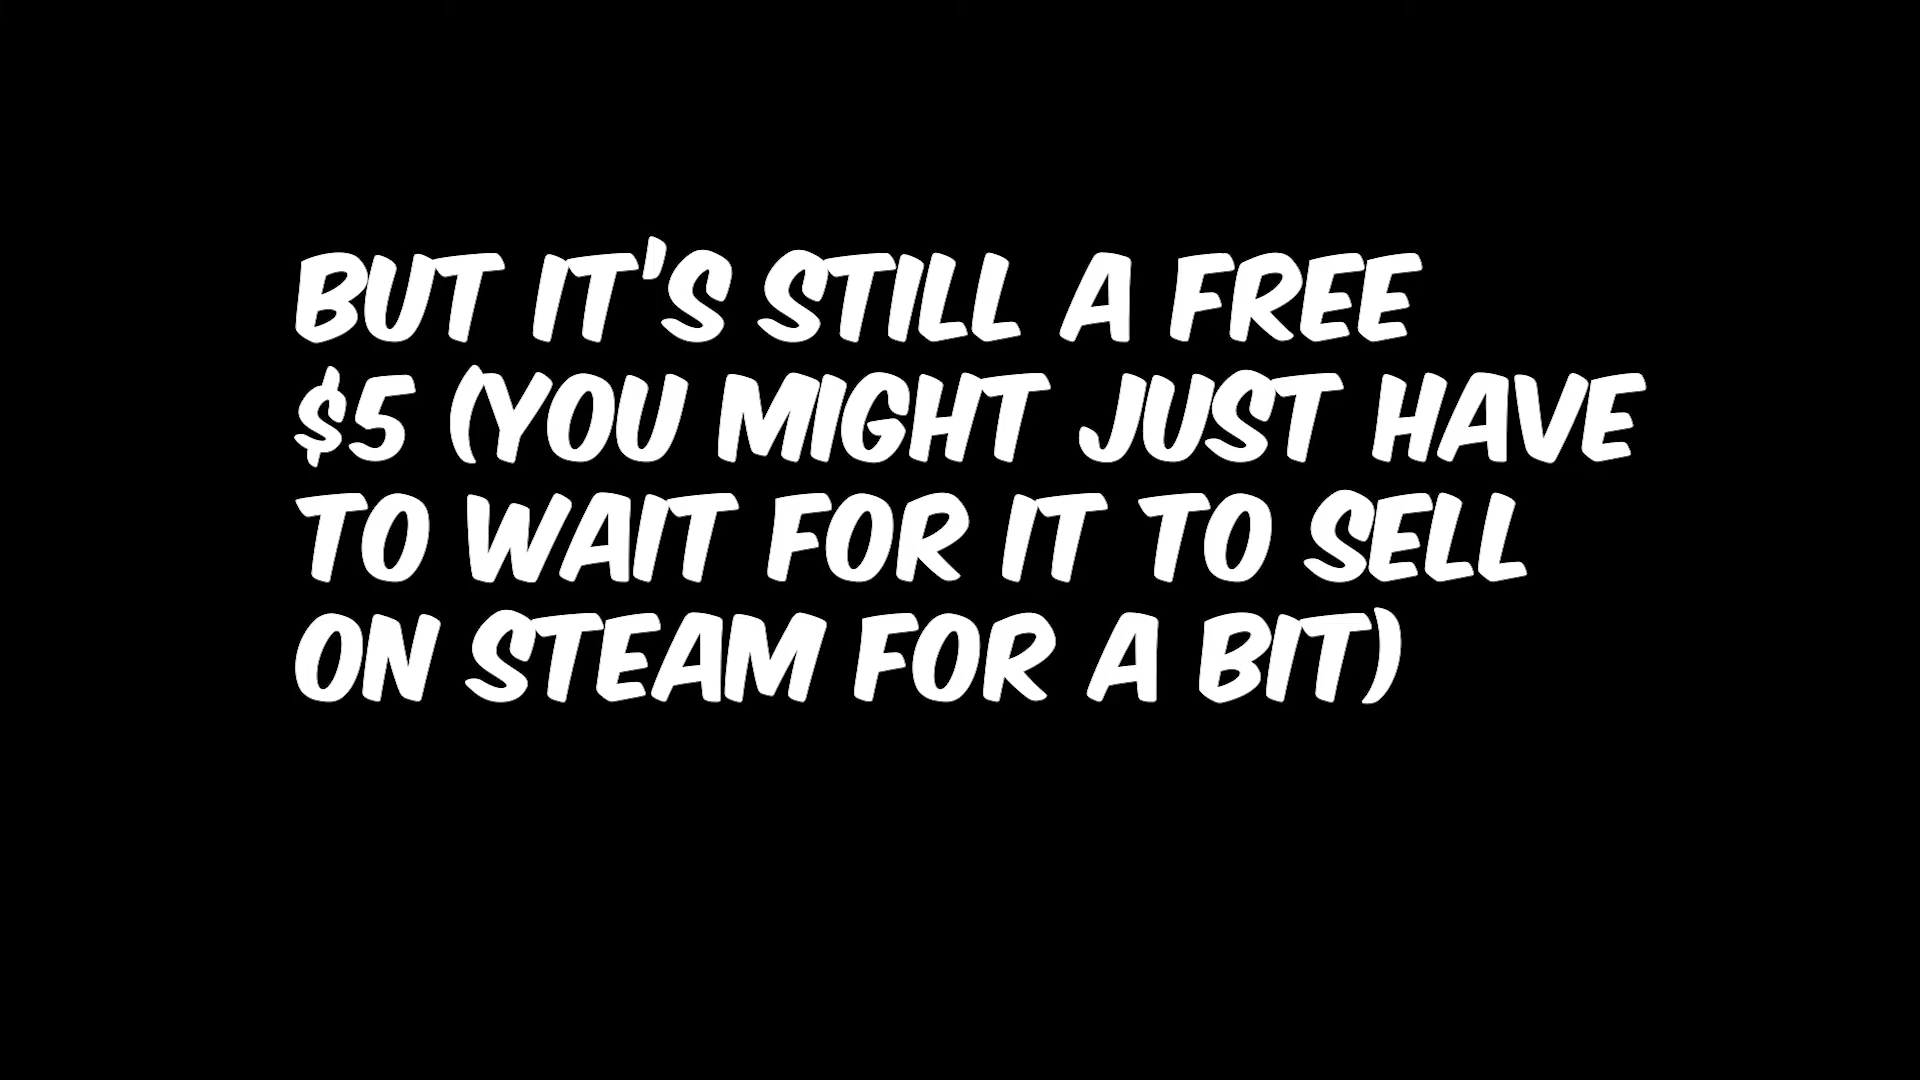 BUT IT'S STILL A FREE
$5 (YOU MIGHT JUST HAVE
TO WAIT FOR IT TO SELL
ON STEAM FOR A BIT)